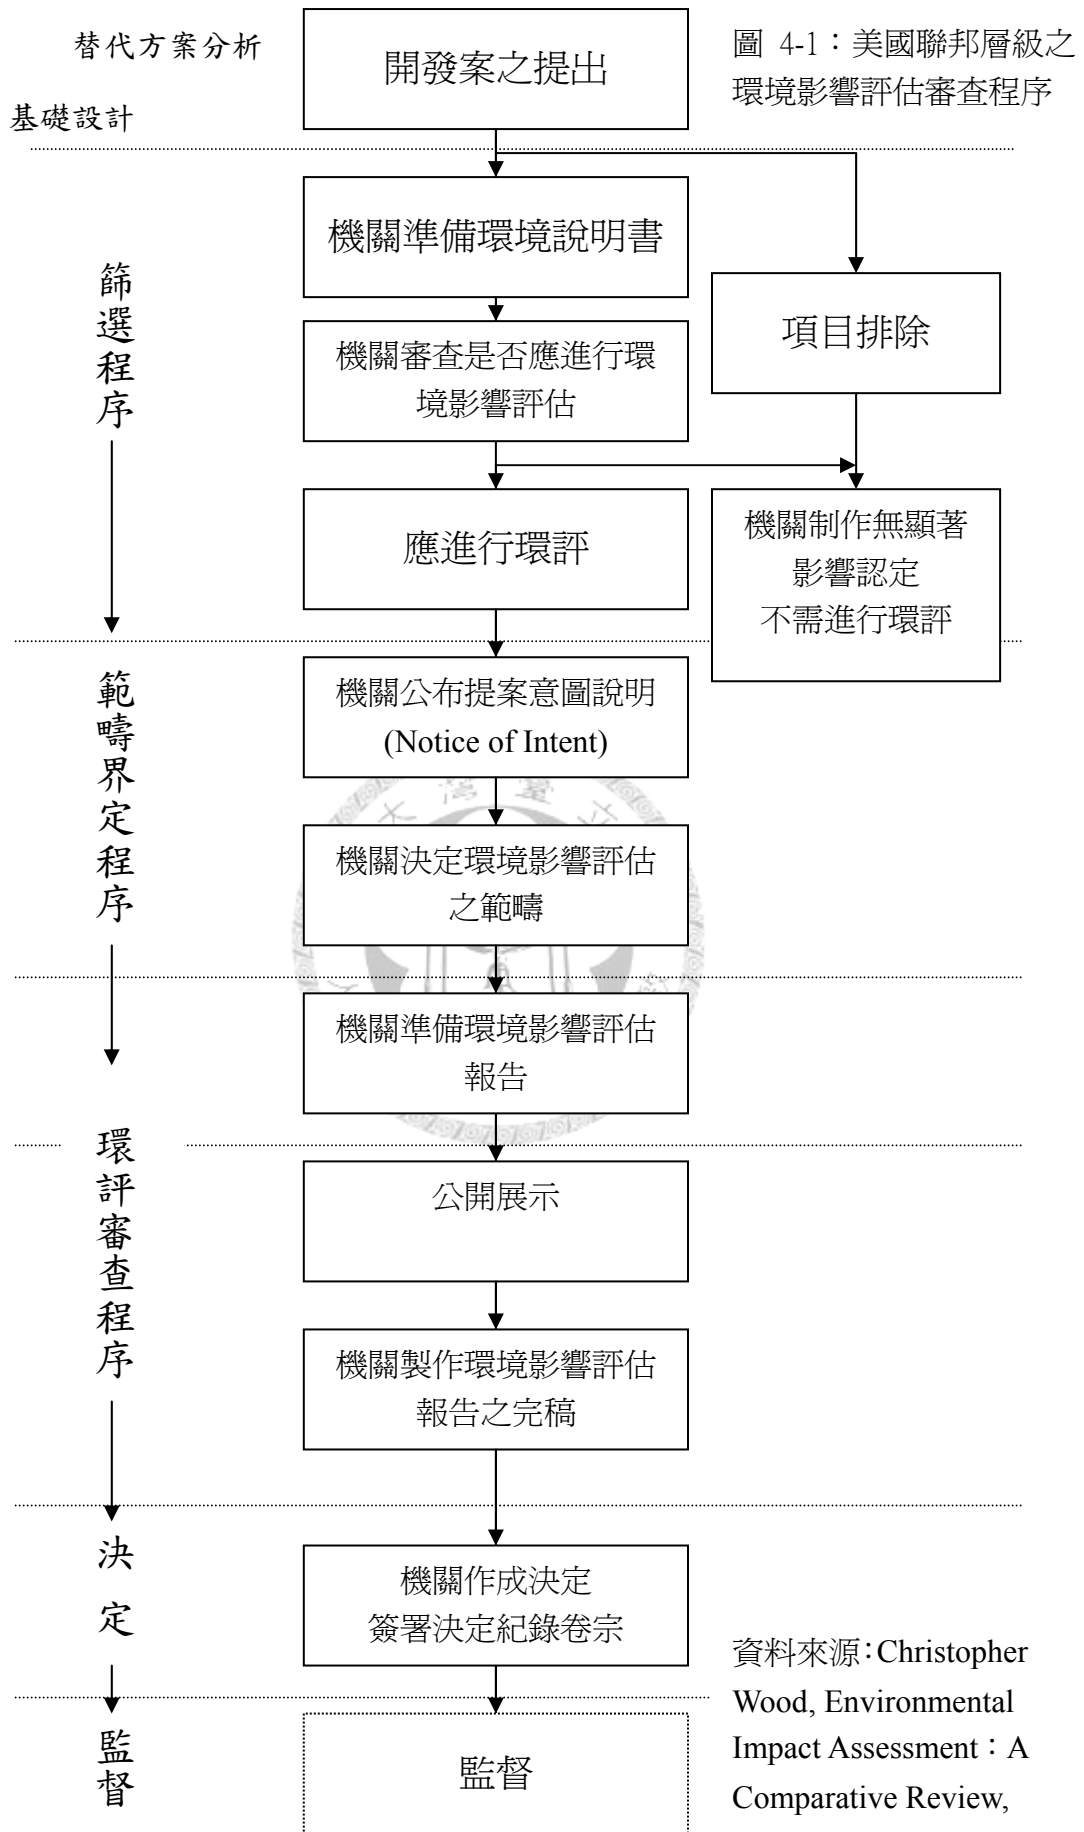 替代方案分析
基礎設計
開發案之提出
圖 4-1：美國聯邦層級之
環境影響評估審查程序
篩選程序
機關準備環境說明書
項目排除
機關審查是否應進行環
境影響評估
應進行環評
機關制作無顯著
影響認定
不需進行環評
範疇界定程序
機關公布提案意圖說明
(Notice of Intent)
機關決定環境影響評估
之範疇
機關準備環境影響評估
報告
環評審查程序
公開展示
機關製作環境影響評估
報告之完稿
決定
機關作成決定
簽署決定紀錄卷宗
監督
監督
資料來源：Christopher
Wood, Environmental
Impact Assessment：A
Comparative Review,